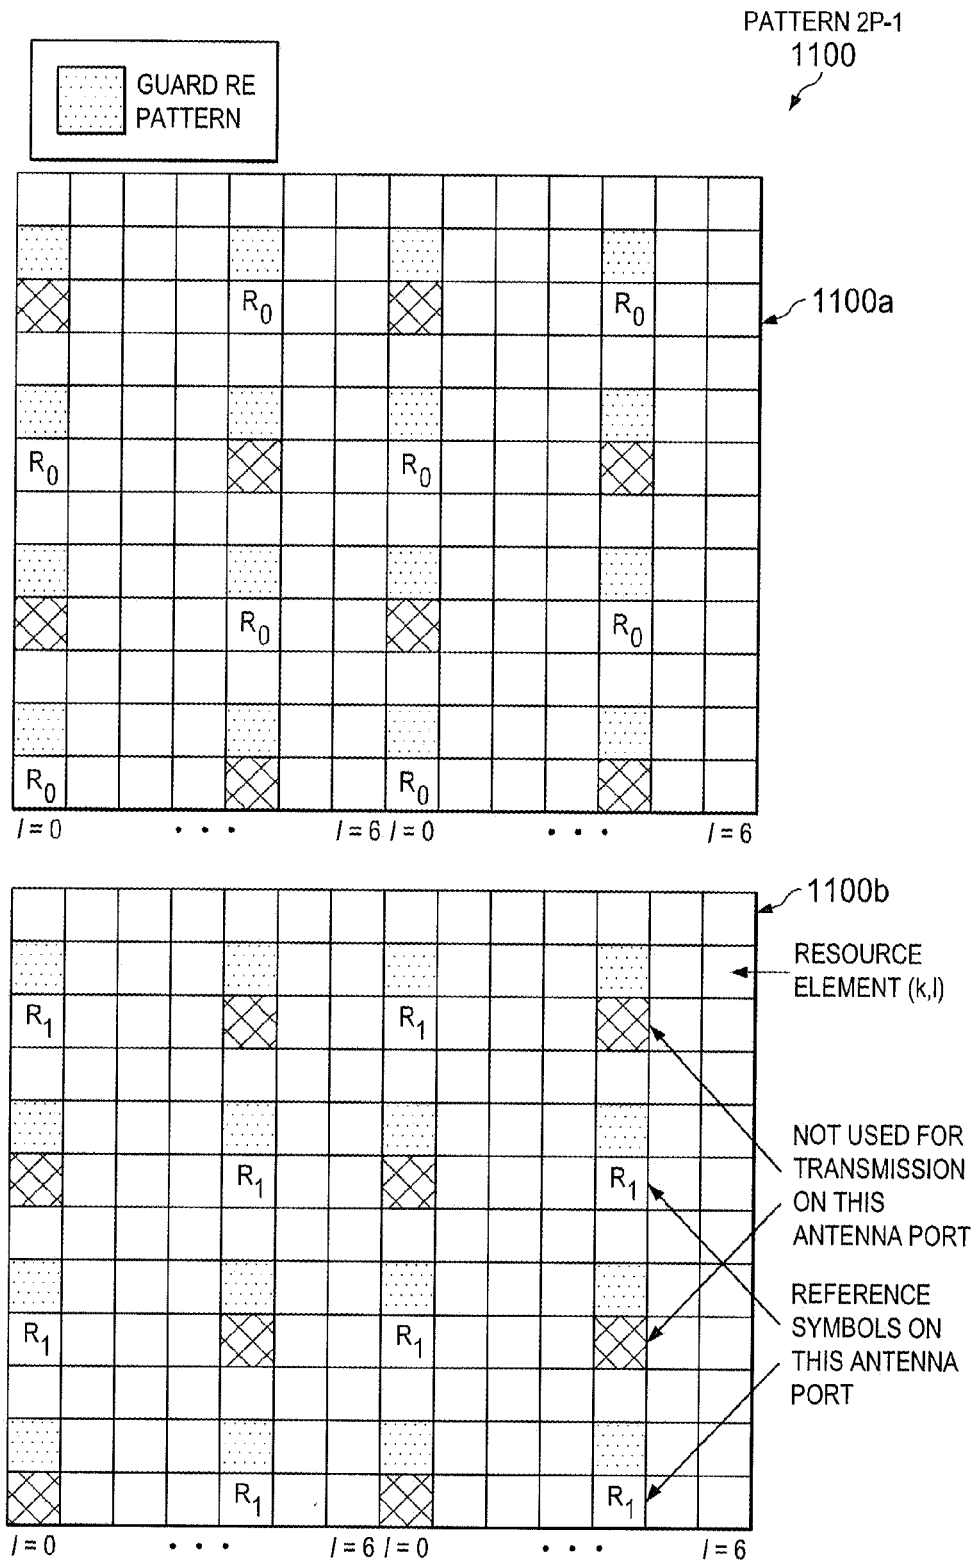 PATTERN 2P-1
1100
GUARD RE
PATTERN
1100a
R0 R0
R0 R0
R0 R0
R0 R0
l = 0 • • • l = 6 l = 0 • • • l = 6
1100b
RESOURCE
ELEMENT (k,l)
R1 R1
NOT USED FOR
TRANSMISSION
ON THIS
ANTENNA PORT
R1 R1
REFERENCE
SYMBOLS ON
THIS ANTENNA
PORT
R1 R1
R1 R1
l = 0 • • • l = 6 l = 0 • • • l = 6